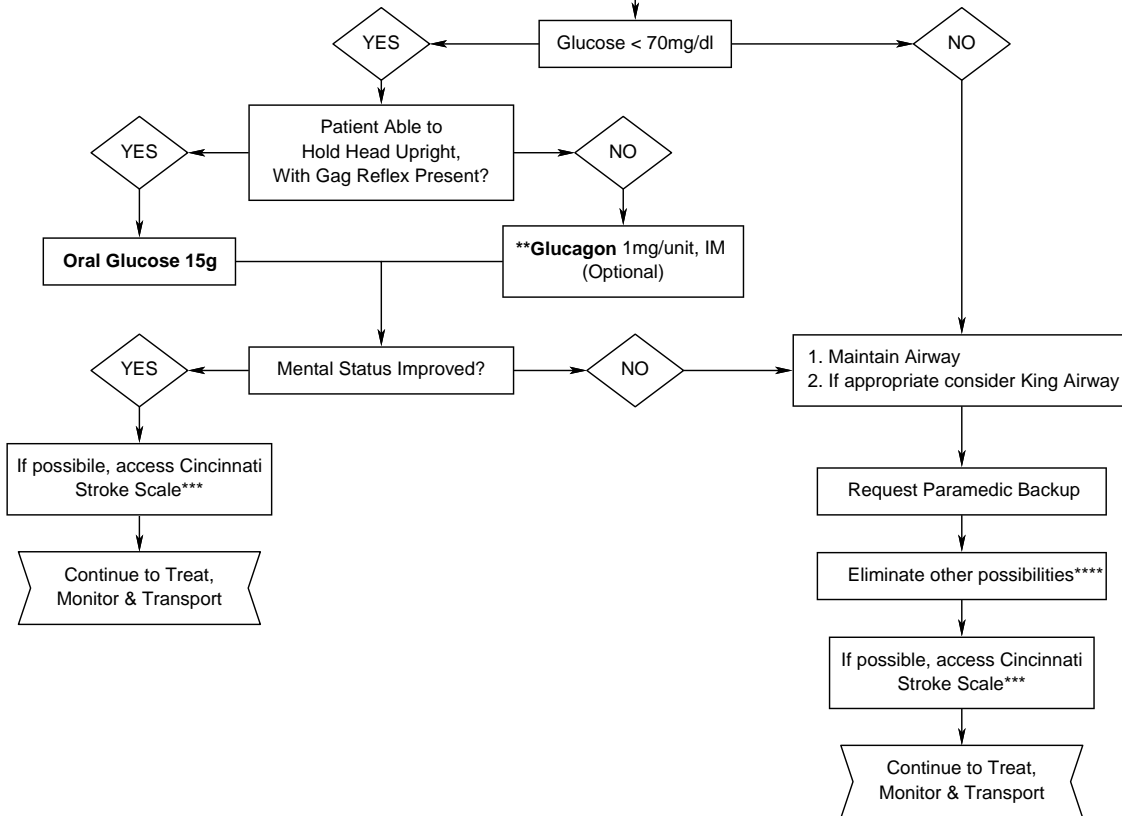 YES
Glucose < 70mg/dl
NO
Patient Able to
Hold Head Upright,
With Gag Reflex Present?
YES
NO
Oral Glucose 15g
**Glucagon 1mg/unit, IM
(Optional)
YES
Mental Status Improved?
NO
1. Maintain Airway
2. If appropriate consider King Airway
If possibile, access Cincinnati
Stroke Scale***
Request Paramedic Backup
Continue to Treat,
Monitor & Transport
Eliminate other possibilities****
If possible, access Cincinnati
Stroke Scale***
Continue to Treat,
Monitor & Transport